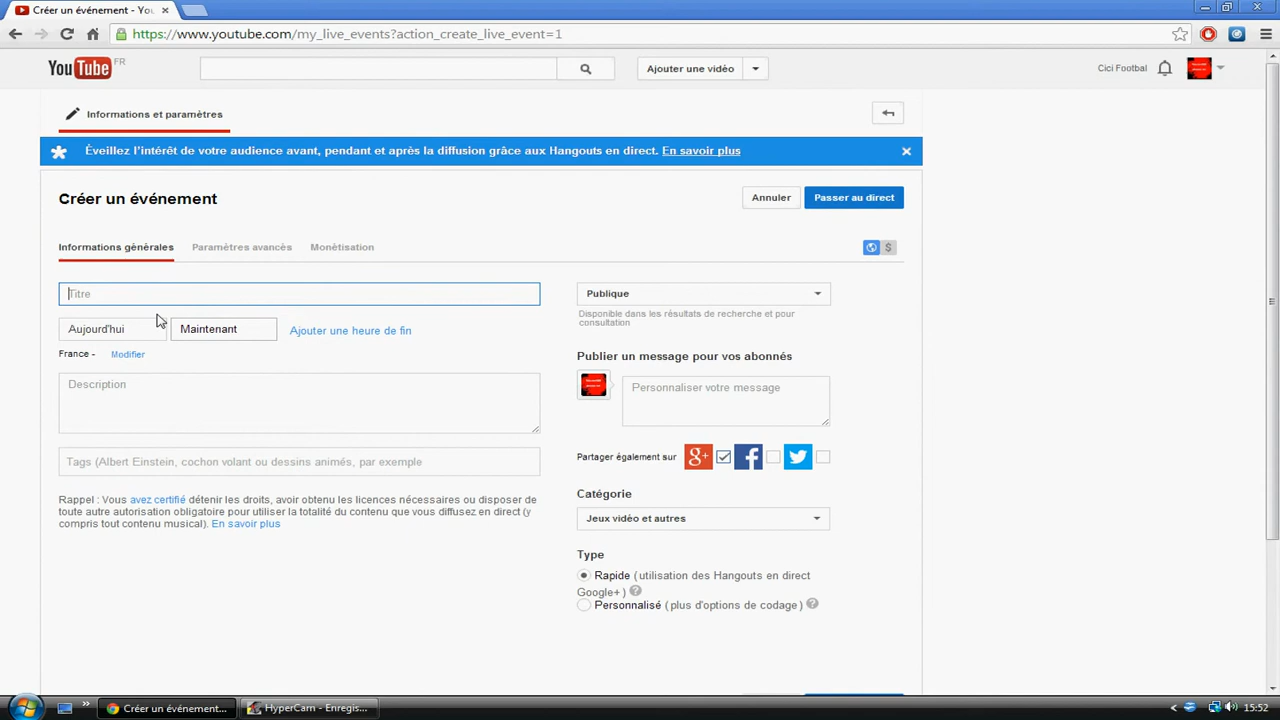 Créer un événement - You
https://www.youtube.com/my_live_events?action_create_live_event=1
YouTube FR
Ajouter une vidéo
Cici Footbal
Informations et paramètres
Éveillez l'intérêt de votre audience avant, pendant et après la diffusion grâce aux Hangouts en direct. En savoir plus
Créer un événement
Annuler
Passer au direct
Informations générales
Paramètres avancés
Monétisation
$
Titre
Publique
Disponible dans les résultats de recherche et pour
consultation
Aujourd'hui
Maintenant
Ajouter une heure de fin
France - Modifier
Publier un message pour vos abonnés
Description
Personnaliser votre message
Tags (Albert Einstein, cochon volant ou dessins animés, par exemple
Partager également sur
g+
Rappel : Vous avez certifié détenir les droits, avoir obtenu les licences nécessaires ou disposer de
toute autre autorisation obligatoire pour utiliser la totalité du contenu que vous diffusez en direct (y
compris tout contenu musical). En savoir plus
Catégorie
Jeux vidéo et autres
Type
Rapide (utilisation des Hangouts en direct
Google+) ?
Personnalisé (plus d'options de codage) ?
Créer un événement...
HyperCam - Enregis...
15:52